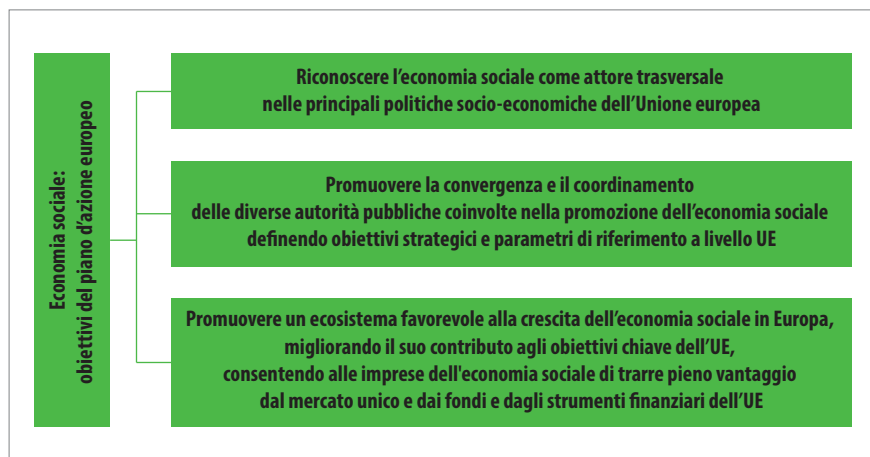 Economia sociale:
obiettivi del piano d’azione europeo
Riconoscere l’economia sociale come attore trasversale
nelle principali politiche socio-economiche dell’Unione europea
Promuovere la convergenza e il coordinamento
delle diverse autorità pubbliche coinvolte nella promozione dell’economia sociale
definendo obiettivi strategici e parametri di riferimento a livello UE
Promuovere un ecosistema favorevole alla crescita dell’economia sociale in Europa,
migliorando il suo contributo agli obiettivi chiave dell’UE,
consentendo alle imprese dell'economia sociale di trarre pieno vantaggio
dal mercato unico e dai fondi e dagli strumenti finanziari dell’UE